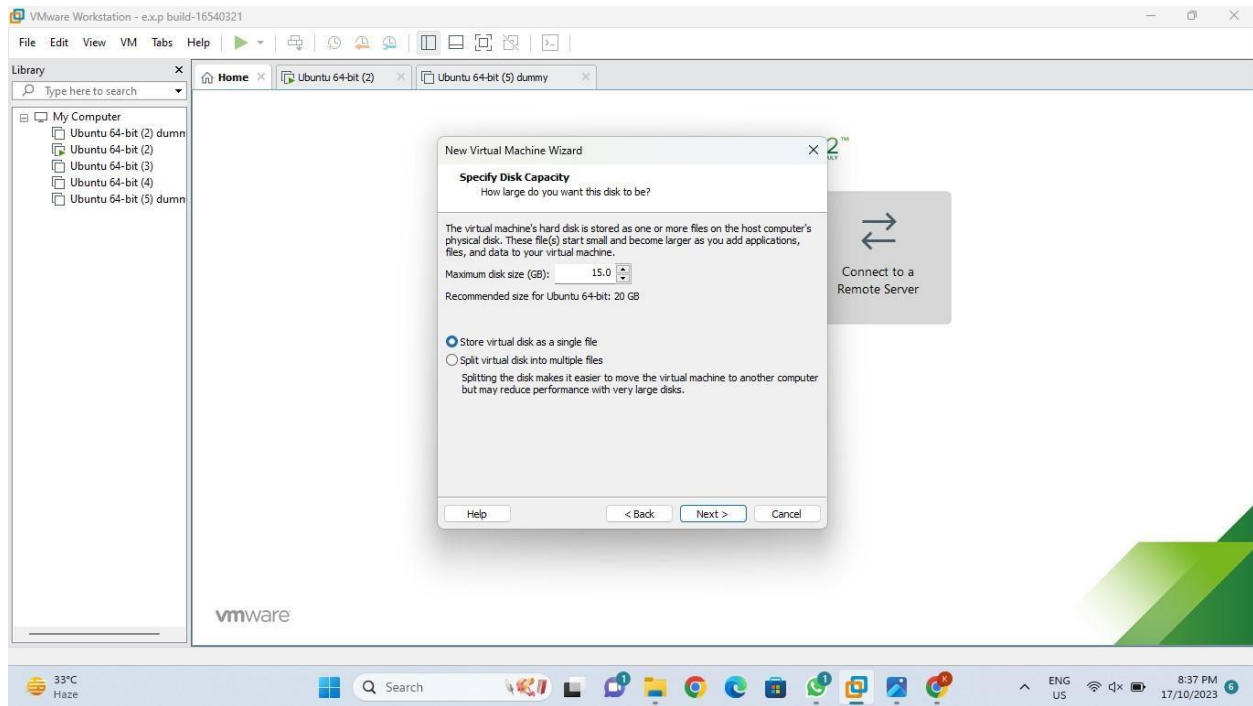 VMware Workstation - e.x.p build-16540321
File Edit View VM Tabs Help
Library
Home
Ubuntu 64-bit (2)
Ubuntu 64-bit (5) dummy
Type here to search
My Computer
Ubuntu 64-bit (2) dumm
Ubuntu 64-bit (2)
Ubuntu 64-bit (3)
Ubuntu 64-bit (4)
Ubuntu 64-bit (5) dumm
New Virtual Machine Wizard
2™
Specify Disk Capacity
How large do you want this disk to be?
The virtual machine's hard disk is stored as one or more files on the host computer's
physical disk. These file(s) start small and become larger as you add applications,
files, and data to your virtual machine.
Maximum disk size (GB): 15.0
Recommended size for Ubuntu 64-bit: 20 GB
Store virtual disk as a single file
Split virtual disk into multiple files
Splitting the disk makes it easier to move the virtual machine to another computer
but may reduce performance with very large disks.
Help < Back Next > Cancel
Connect to a
Remote Server
vmware
33°C
Haze
Search
1
1
ENG
US
8:37 PM
17/10/2023
6